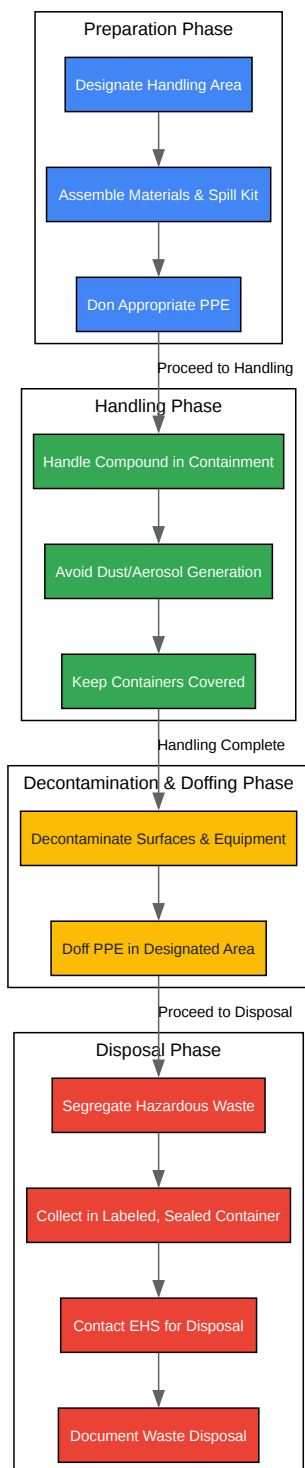 Preparation Phase
Designate Handling Area
Assemble Materials & Spill Kit
Don Appropriate PPE
Proceed to Handling
Handling Phase
Handle Compound in Containment
Avoid Dust/Aerosol Generation
Keep Containers Covered
Handling Complete
Decontamination & Doffing Phase
Decontaminate Surfaces & Equipment
Doff PPE in Designated Area
Proceed to Disposal
Disposal Phase
Segregate Hazardous Waste
Collect in Labeled, Sealed Container
Contact EHS for Disposal
Document Waste Disposal